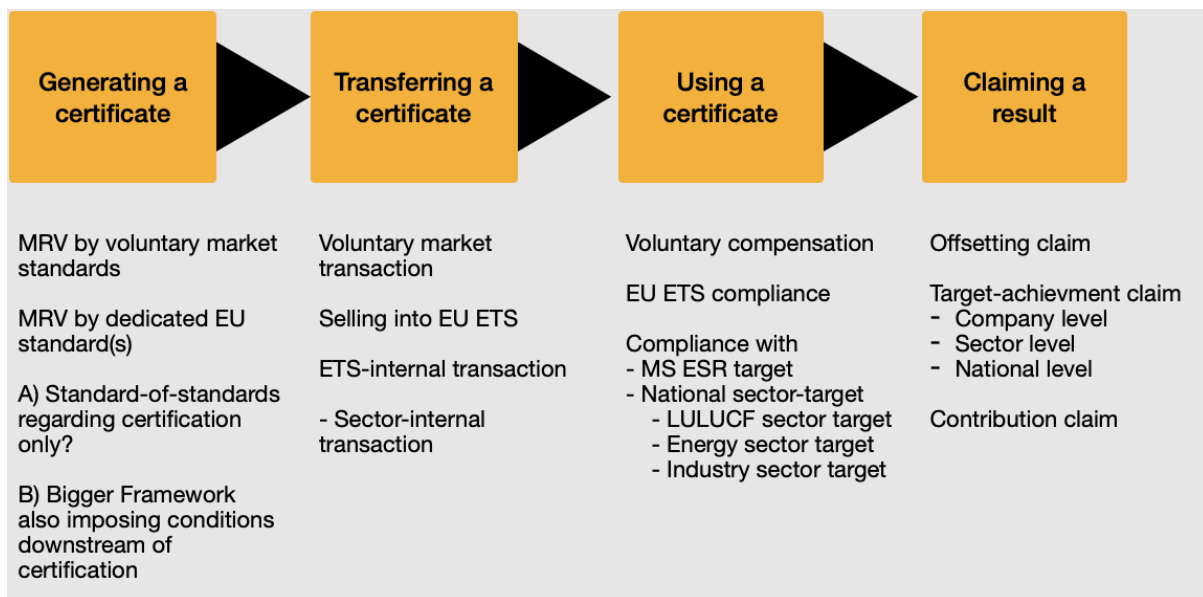 Generating a
certificate
Transferring a
certificate
Using a
certificate
Claiming a
result
MRV by voluntary market
standards
MRV by dedicated EU
standard(s)
A) Standard-of-standards
regarding certification
only?
B) Bigger Framework
also imposing conditions
downstream of
certification
Voluntary market
transaction
Selling into EU ETS
ETS-internal transaction
- Sector-internal
transaction
Voluntary compensation
EU ETS compliance
Compliance with
- MS ESR target
- National sector-target
- LULUCF sector target
- Energy sector target
- Industry sector target
Offsetting claim
Target-achievment claim
- Company level
- Sector level
- National level
Contribution claim